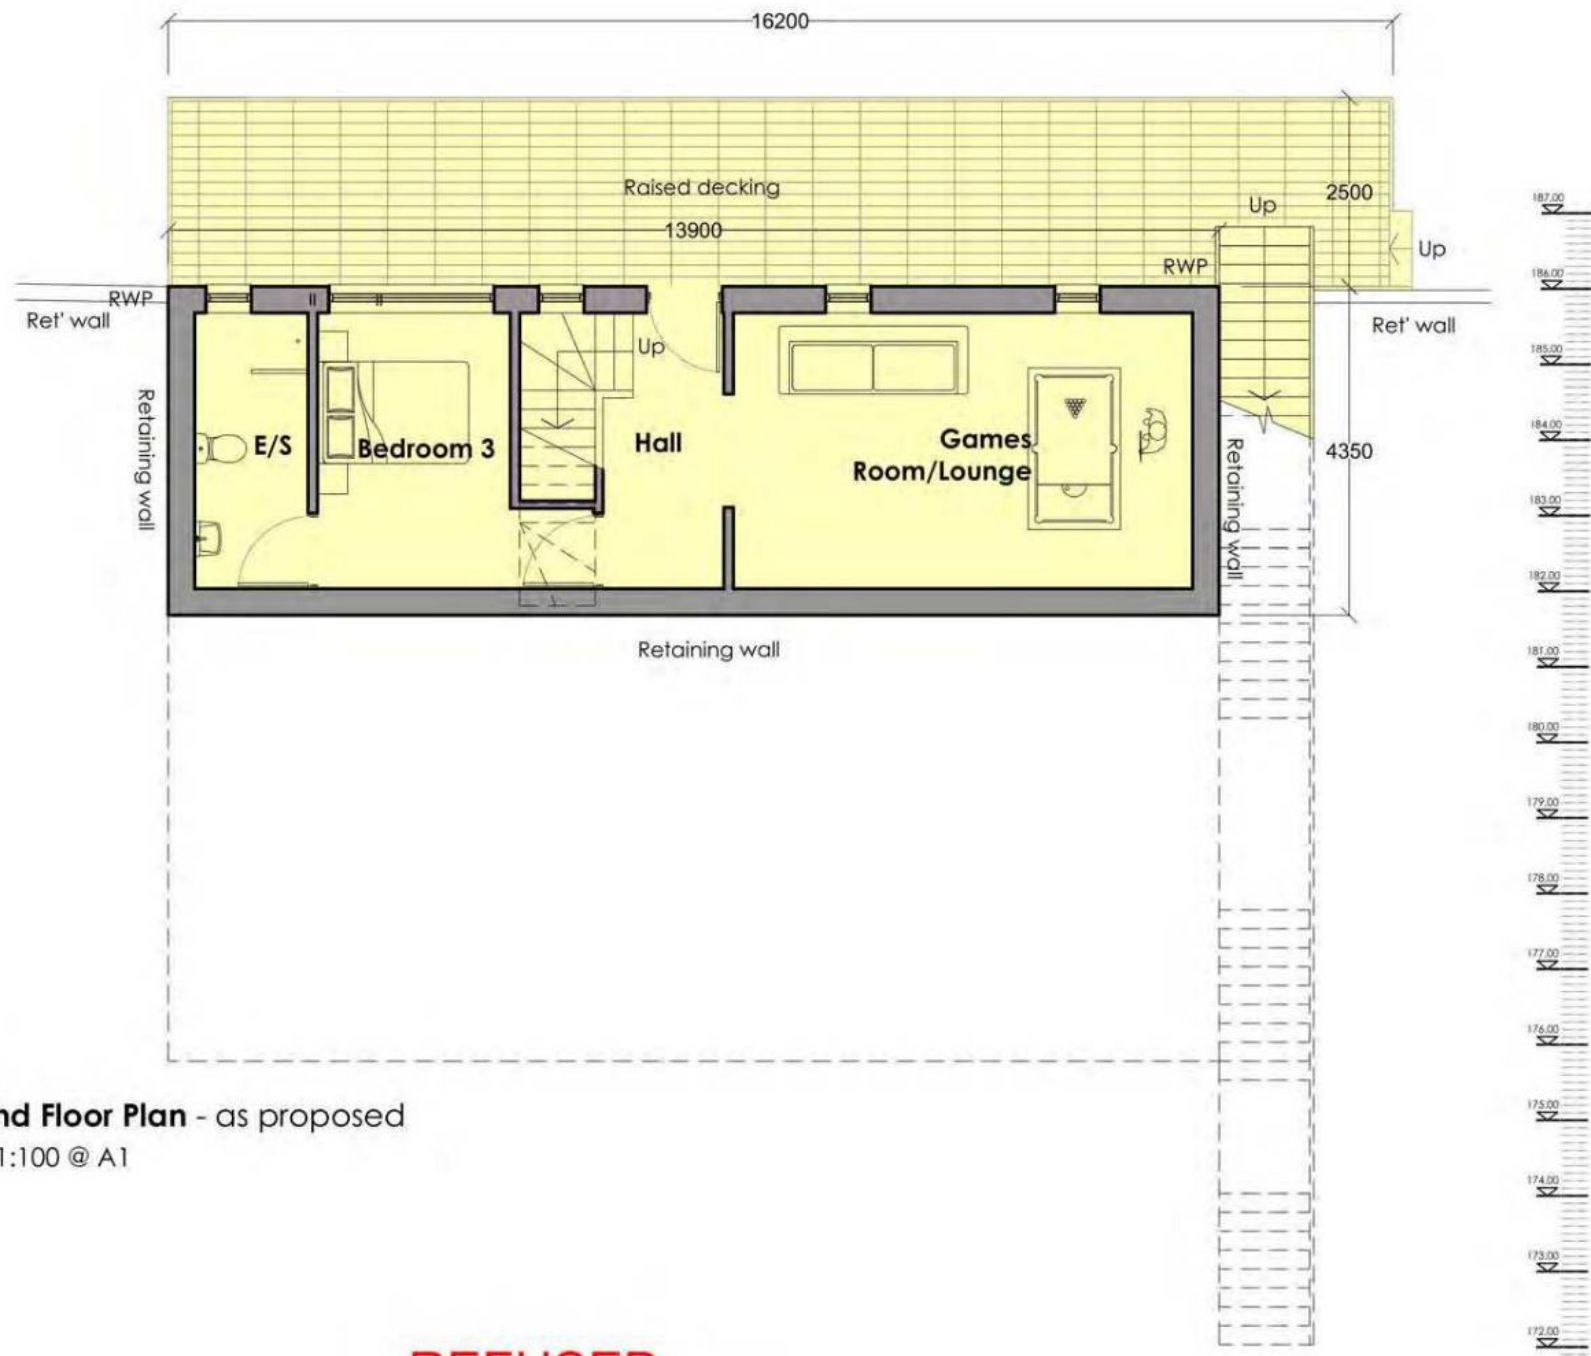 16200
Raised decking
2500
Up
13900
Up
RWP
RWP
Ret' wall
Ret' wall
Up
Retaining wall
E/S
Bedroom 3
Hall
Games
Room/Lounge
Retaining wall
4350
Retaining wall
187.00
186.00
185.00
184.00
183.00
182.00
181.00
180.00
179.00
178.00
177.00
176.00
175.00
174.00
173.00
172.00
nd Floor Plan - as proposed
1:100 @ A1
REFUSED